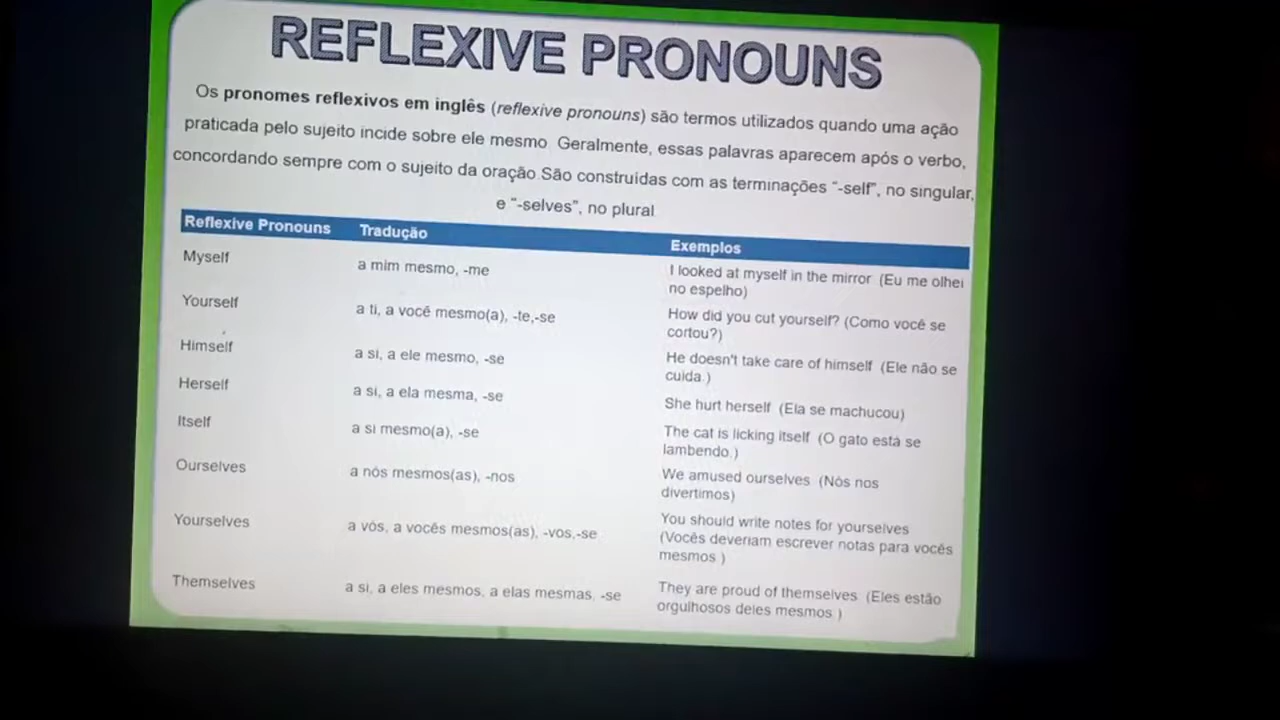 REFLEXIVE PRONOUNS
Os pronomes reflexivos em inglês (reflexive pronouns) são termos utilizados quando uma ação
praticada pelo sujeito incide sobre ele mesmo. Geralmente, essas palavras aparecem após o verbo,
concordando sempre com o sujeito da oração.São construídas com as terminações “-self”, no singular,
e “-selves”, no plural.
Reflexive Pronouns Tradução Exemplos
Myself a mim mesmo, -me I looked at myself in the mirror. (Eu me olhei
no espelho)
Yourself a ti, a você mesmo(a), -te,-se How did you cut yourself? (Como você se
cortou?)
Himself a si, a ele mesmo, -se He doesn't take care of himself. (Ele não se
cuida.)
Herself a si, a ela mesma, -se She hurt herself. (Ela se machucou)
Itself a si mesmo(a), -se The cat is licking itself. (O gato está se
lambendo.)
Ourselves a nós mesmos(as), -nos We amused ourselves. (Nós nos
divertimos)
Yourselves a vós, a vocês mesmos(as), -vos,-se You should write notes for yourselves
(Vocês deveriam escrever notas para vocês
mesmos.)
Themselves a si, a eles mesmos, a elas mesmas, -se They are proud of themselves. (Eles estão
orgulhosos deles mesmos.)